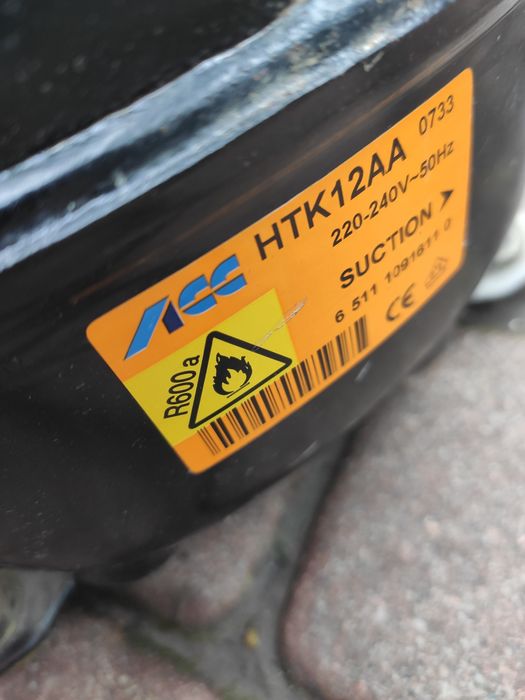 ACC HTK12AA 0733
220-240V~50Hz
SUCTION >
6 511 1091611 0
CE
R600a